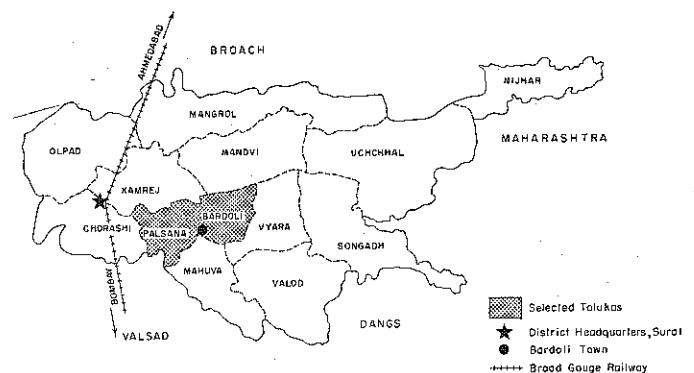 AHMEDABAD
BROACH
NIJHAR
MANGROL
MAHARASHTRA
OLPAD
MANDVI
UCHCHHAL
KAMREJ
CHORASHI
PALSANA
BARDOLI
VYARA
SONGADH
MAHUVA
VALOD
BOMBAY
VALSAD
DANGS
Selected Talukas
District Headquarters, Surat
Bardoli Town
Broad Gouge Railway